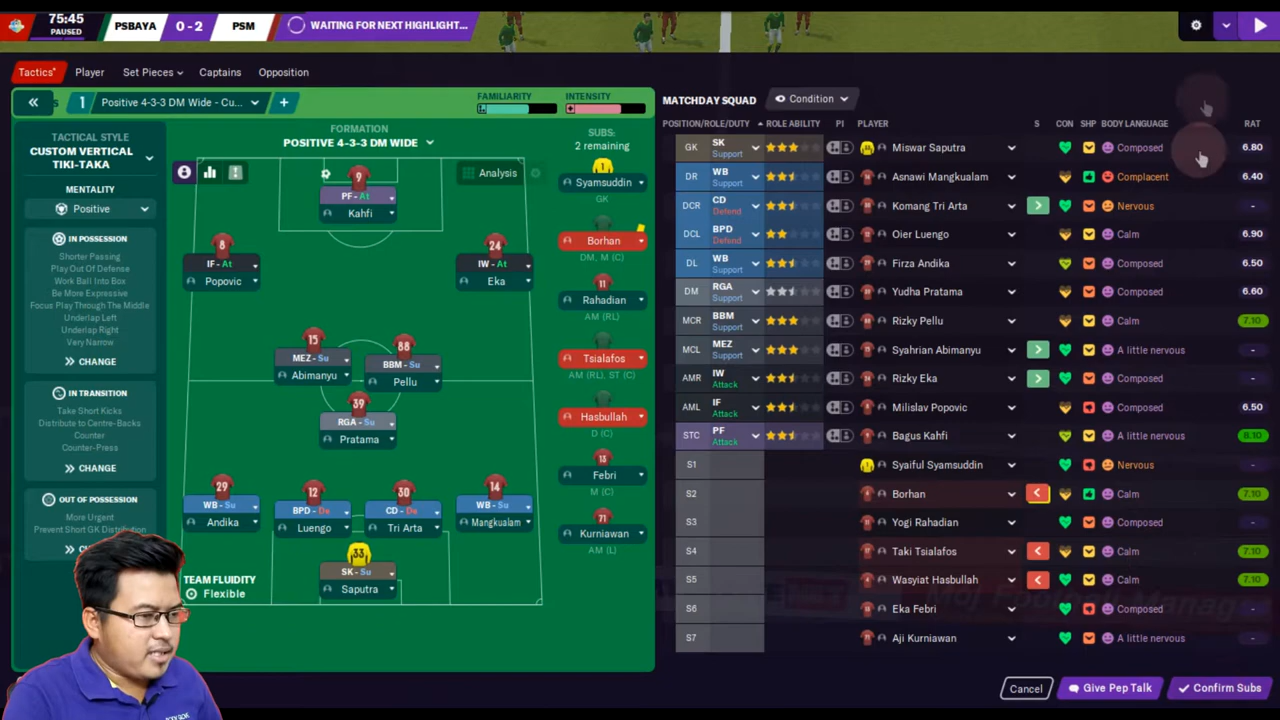 75:45
PAUSED
PSBAYA
0 - 2
PSM
WAITING FOR NEXT HIGHLIGHT...
Tactics*
Player
Set Pieces
Captains
Opposition
1
Positive 4-3-3 DM Wide - Cu...
+
FAMILIARITY
INTENSITY
TACTICAL STYLE
CUSTOM VERTICAL
TIKI-TAKA
MENTALITY
Positive
IN POSSESSION
Shorter Passing
Play Out Of Defense
Work Ball Into Box
Be More Expressive
Focus Play Through The Middle
Underlap Left
Underlap Right
Very Narrow
CHANGE
IN TRANSITION
Take Short Kicks
Distribute to Centre-Backs
Counter
Counter-Press
CHANGE
OUT OF POSSESSION
More Urgent
Prevent Short GK Distribution
FORMATION
POSITIVE 4-3-3 DM WIDE
Analysis
9
PF - At
Kahfi
8
IF - At
Popovic
24
IW - At
Eka
15
MEZ - Su
Abimanyu
88
BBM - Su
Pellu
39
RGA - Su
Pratama
29
WB - Su
Andika
12
BPD - De
Luengo
30
CD - De
Tri Arta
14
WB - Su
Mangkualam
33
SK - Su
Saputra
TEAM FLUIDITY
Flexible
SUBS:
2 remaining
1
Syamsuddin
GK
Borhan
DM, M (C)
11
Rahadian
AM (RL)
Tsialafos
AM (RL), ST (C)
Hasbullah
D (C)
13
Febri
M (C)
71
Kurniawan
AM (L)
MATCHDAY SQUAD
Condition
POSITION/ROLE/DUTY ROLE ABILITY PI PLAYER S CON SHP BODY LANGUAGE RAT
GK SK Support Miswar Saputra Composed 6.80
DR WB Support Asnawi Mangkualam Complacent 6.40
DCR CD Defend Komang Tri Arta Nervous -
DCL BPD Defend Oier Luengo Calm 6.90
DL WB Support Firza Andika Composed 6.50
DM RGA Support Yudha Pratama Composed 6.60
MCR BBM Support Rizky Pellu Calm 7.10
MCL MEZ Support Syahrian Abimanyu A little nervous -
AMR IW Attack Rizky Eka Composed -
AML IF Attack Milislav Popovic Composed 6.50
STC PF Attack Bagus Kahfi A little nervous 8.10
S1 Syaiful Syamsuddin Nervous -
S2 Borhan Calm 7.10
S3 Yogi Rahadian Composed -
S4 Taki Tsialafos Calm 7.10
S5 Wasyiat Hasbullah Calm 7.10
S6 Eka Febri Composed -
S7 Aji Kurniawan A little nervous -
Cancel
Give Pep Talk
Confirm Subs